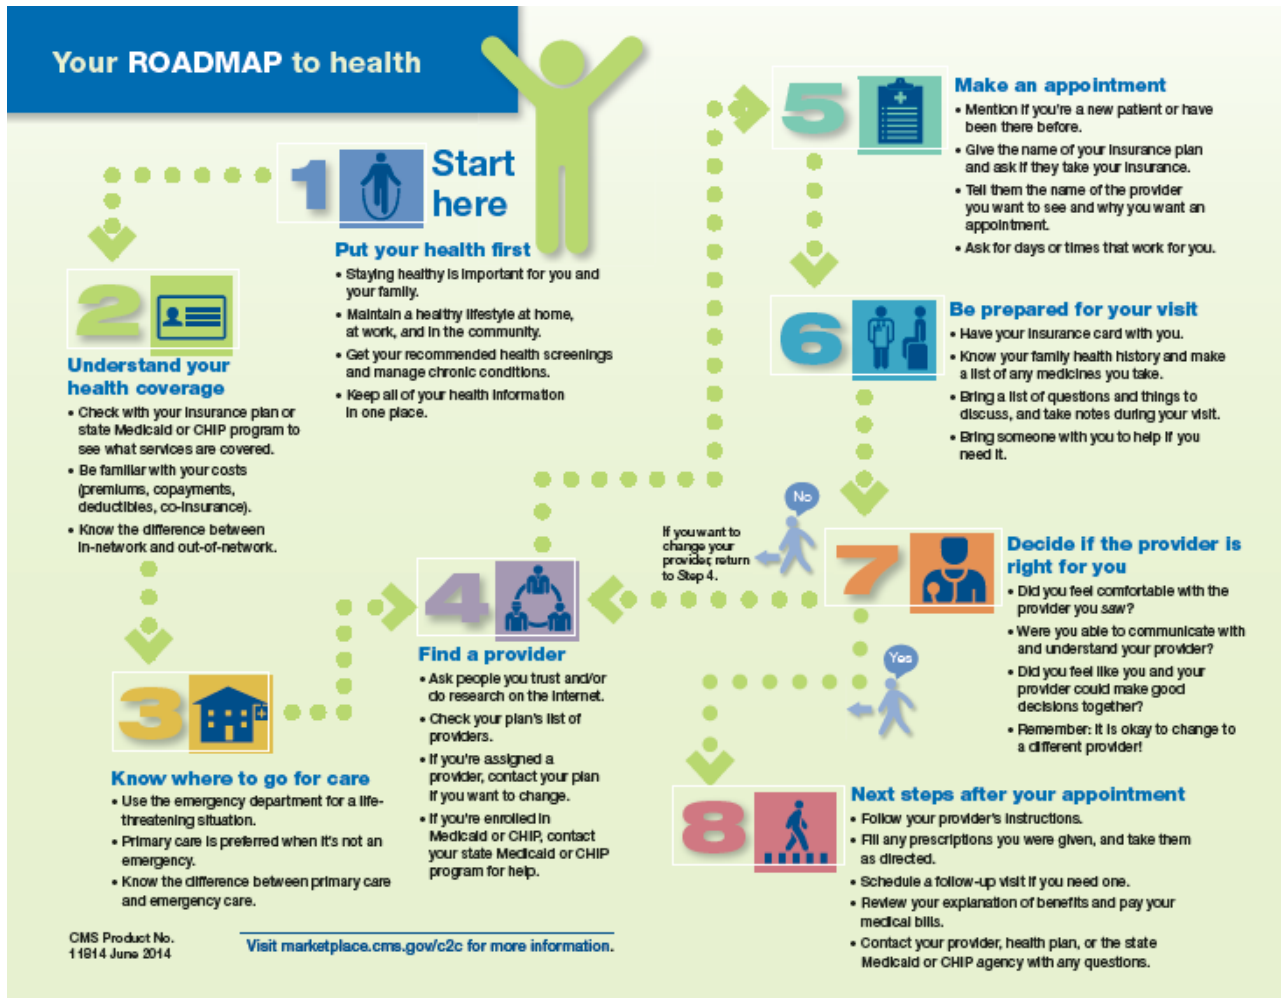 Your ROADMAP to health
1
Start
here
Put your health first
• Staying healthy is important for you and
your family.
• Maintain a healthy lifestyle at home,
at work, and in the community.
• Get your recommended health screenings
and manage chronic conditions.
• Keep all of your health information
in one place.
2
Understand your
health coverage
• Check with your insurance plan or
state Medicaid or CHIP program to
see what services are covered.
• Be familiar with your costs
(premiums, copayments,
deductibles, co-insurance).
• Know the difference between
in-network and out-of-network.
3
Know where to go for care
• Use the emergency department for a life-
threatening situation.
• Primary care is preferred when it's not an
emergency.
• Know the difference between primary care
and emergency care.
4
Find a provider
• Ask people you trust and/or
do research on the internet.
• Check your plan's list of
providers.
• If you're assigned a
provider, contact your plan
if you want to change.
• If you're enrolled in
Medicaid or CHIP, contact
your state Medicaid or CHIP
program for help.
5
Make an appointment
• Mention if you're a new patient or have
been there before.
• Give the name of your insurance plan
and ask if they take your insurance.
• Tell them the name of the provider
you want to see and why you want an
appointment.
• Ask for days or times that work for you.
6
Be prepared for your visit
• Have your insurance card with you.
• Know your family health history and make
a list of any medicines you take.
• Bring a list of questions and things to
discuss, and take notes during your visit.
• Bring someone with you to help if you
need it.
No
If you want to
change your
provider, return
to Step 4.
7
Decide if the provider is
right for you
• Did you feel comfortable with the
provider you saw?
• Were you able to communicate with
and understand your provider?
• Did you feel like you and your
provider could make good
decisions together?
• Remember: it is okay to change to
a different provider!
Yes
8
Next steps after your appointment
• Follow your provider's instructions.
• Fill any prescriptions you were given, and take them
as directed.
• Schedule a follow-up visit if you need one.
• Review your explanation of benefits and pay your
medical bills.
• Contact your provider, health plan, or the state
Medicaid or CHIP agency with any questions.
CMS Product No.
11814 June 2014
Visit marketplace.cms.gov/c2c for more information.